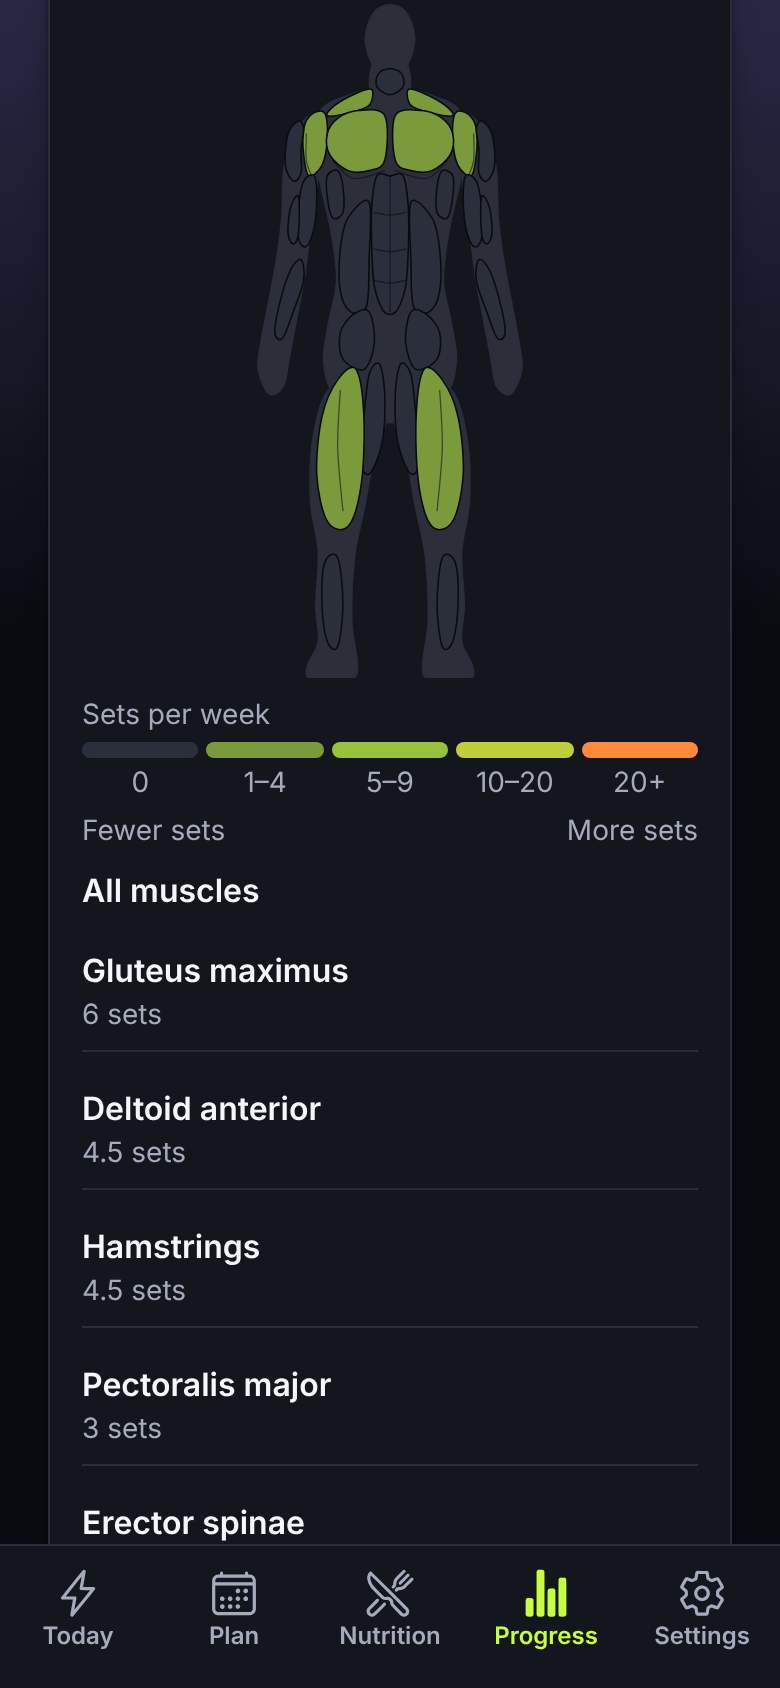 Sets per week
0 1–4 5–9 10–20 20+
Fewer sets More sets
All muscles
Gluteus maximus
6 sets
Deltoid anterior
4.5 sets
Hamstrings
4.5 sets
Pectoralis major
3 sets
Erector spinae
Today Plan Nutrition Progress Settings